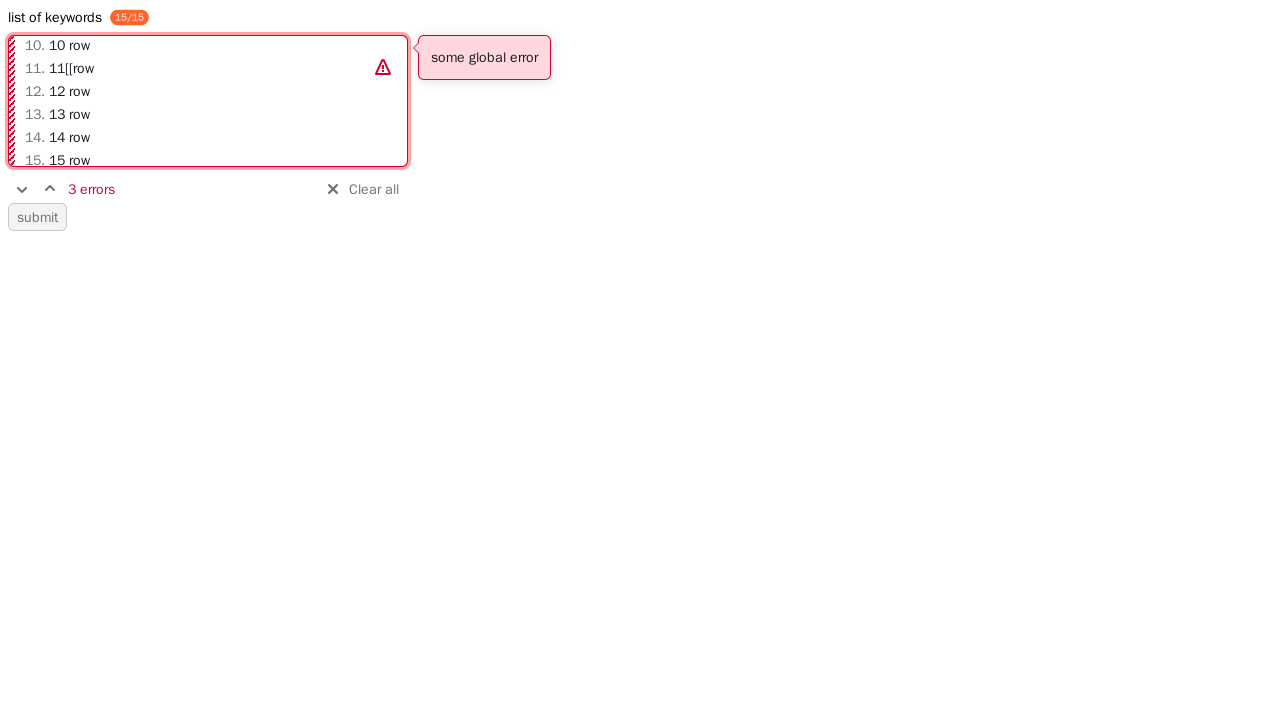 list of keywords 15/15
10. 10 row
11. 11[[row
12. 12 row
13. 13 row
14. 14 row
15. 15 row
some global error
3 errors
Clear all
submit